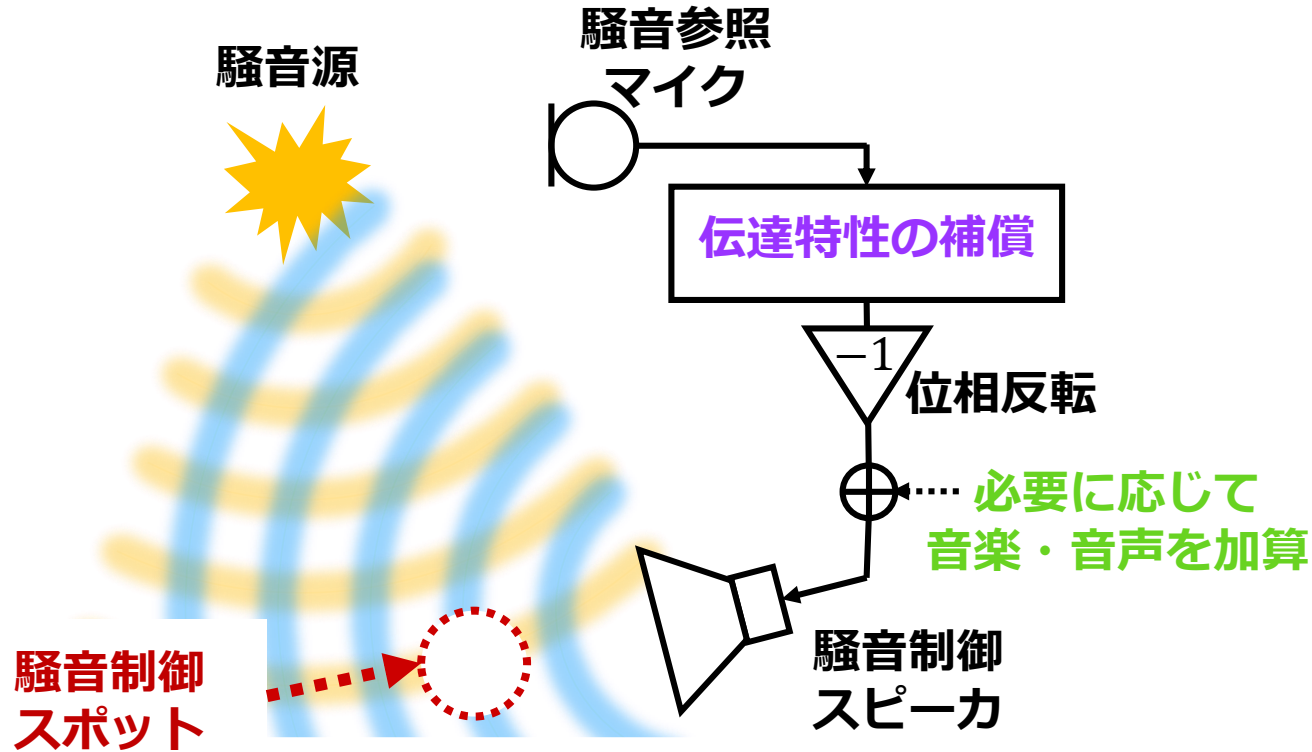 騒音源
騒音参照
マイク
伝達特性の補償
−1
位相反転
必要に応じて
音楽・音声を加算
騒音制御
スピーカ
騒音制御
スポット